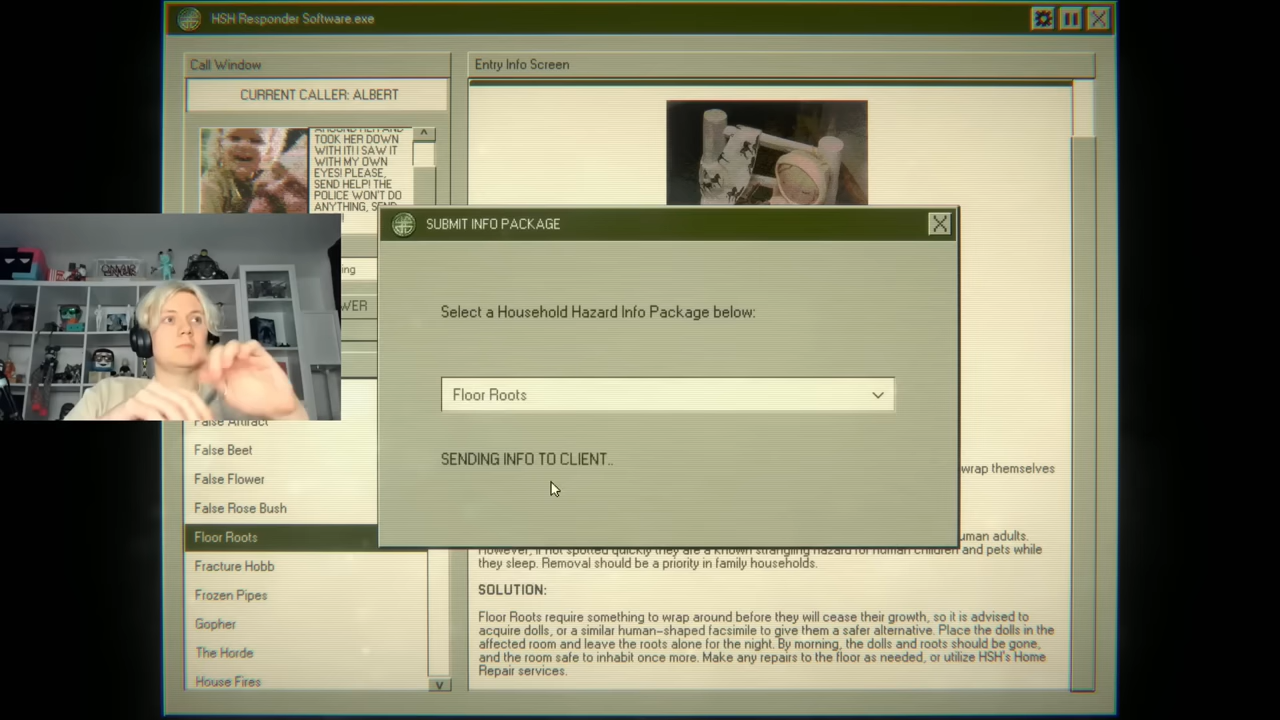 HSH Responder Software.exe
Call Window
CURRENT CALLER: ALBERT
TOOK HER DOWN
WITH IT! I SAW IT
WITH MY OWN
EYES! PLEASE,
SEND HELP! THE
POLICE WON'T DO
ANYTHING, SEND
Entry Info Screen
SUBMIT INFO PACKAGE
Select a Household Hazard Info Package below:
Floor Roots
SENDING INFO TO CLIENT..
False Artifact
False Beet
False Flower
False Rose Bush
Floor Roots
Fracture Hobb
Frozen Pipes
Gopher
The Horde
House Fires
wrap themselves
human adults.
However, if not spotted quickly they are a known strangling hazard for human children and pets while
they sleep. Removal should be a priority in family households.
SOLUTION:
Floor Roots require something to wrap around before they will cease their growth, so it is advised to
acquire dolls, or a similar human-shaped facsimile to give them a safer alternative. Place the dolls in the
affected room and leave the roots alone for the night. By morning, the dolls and roots should be gone,
and the room safe to inhabit once more. Make any repairs to the floor as needed, or utilize HSH's Home
Repair services.